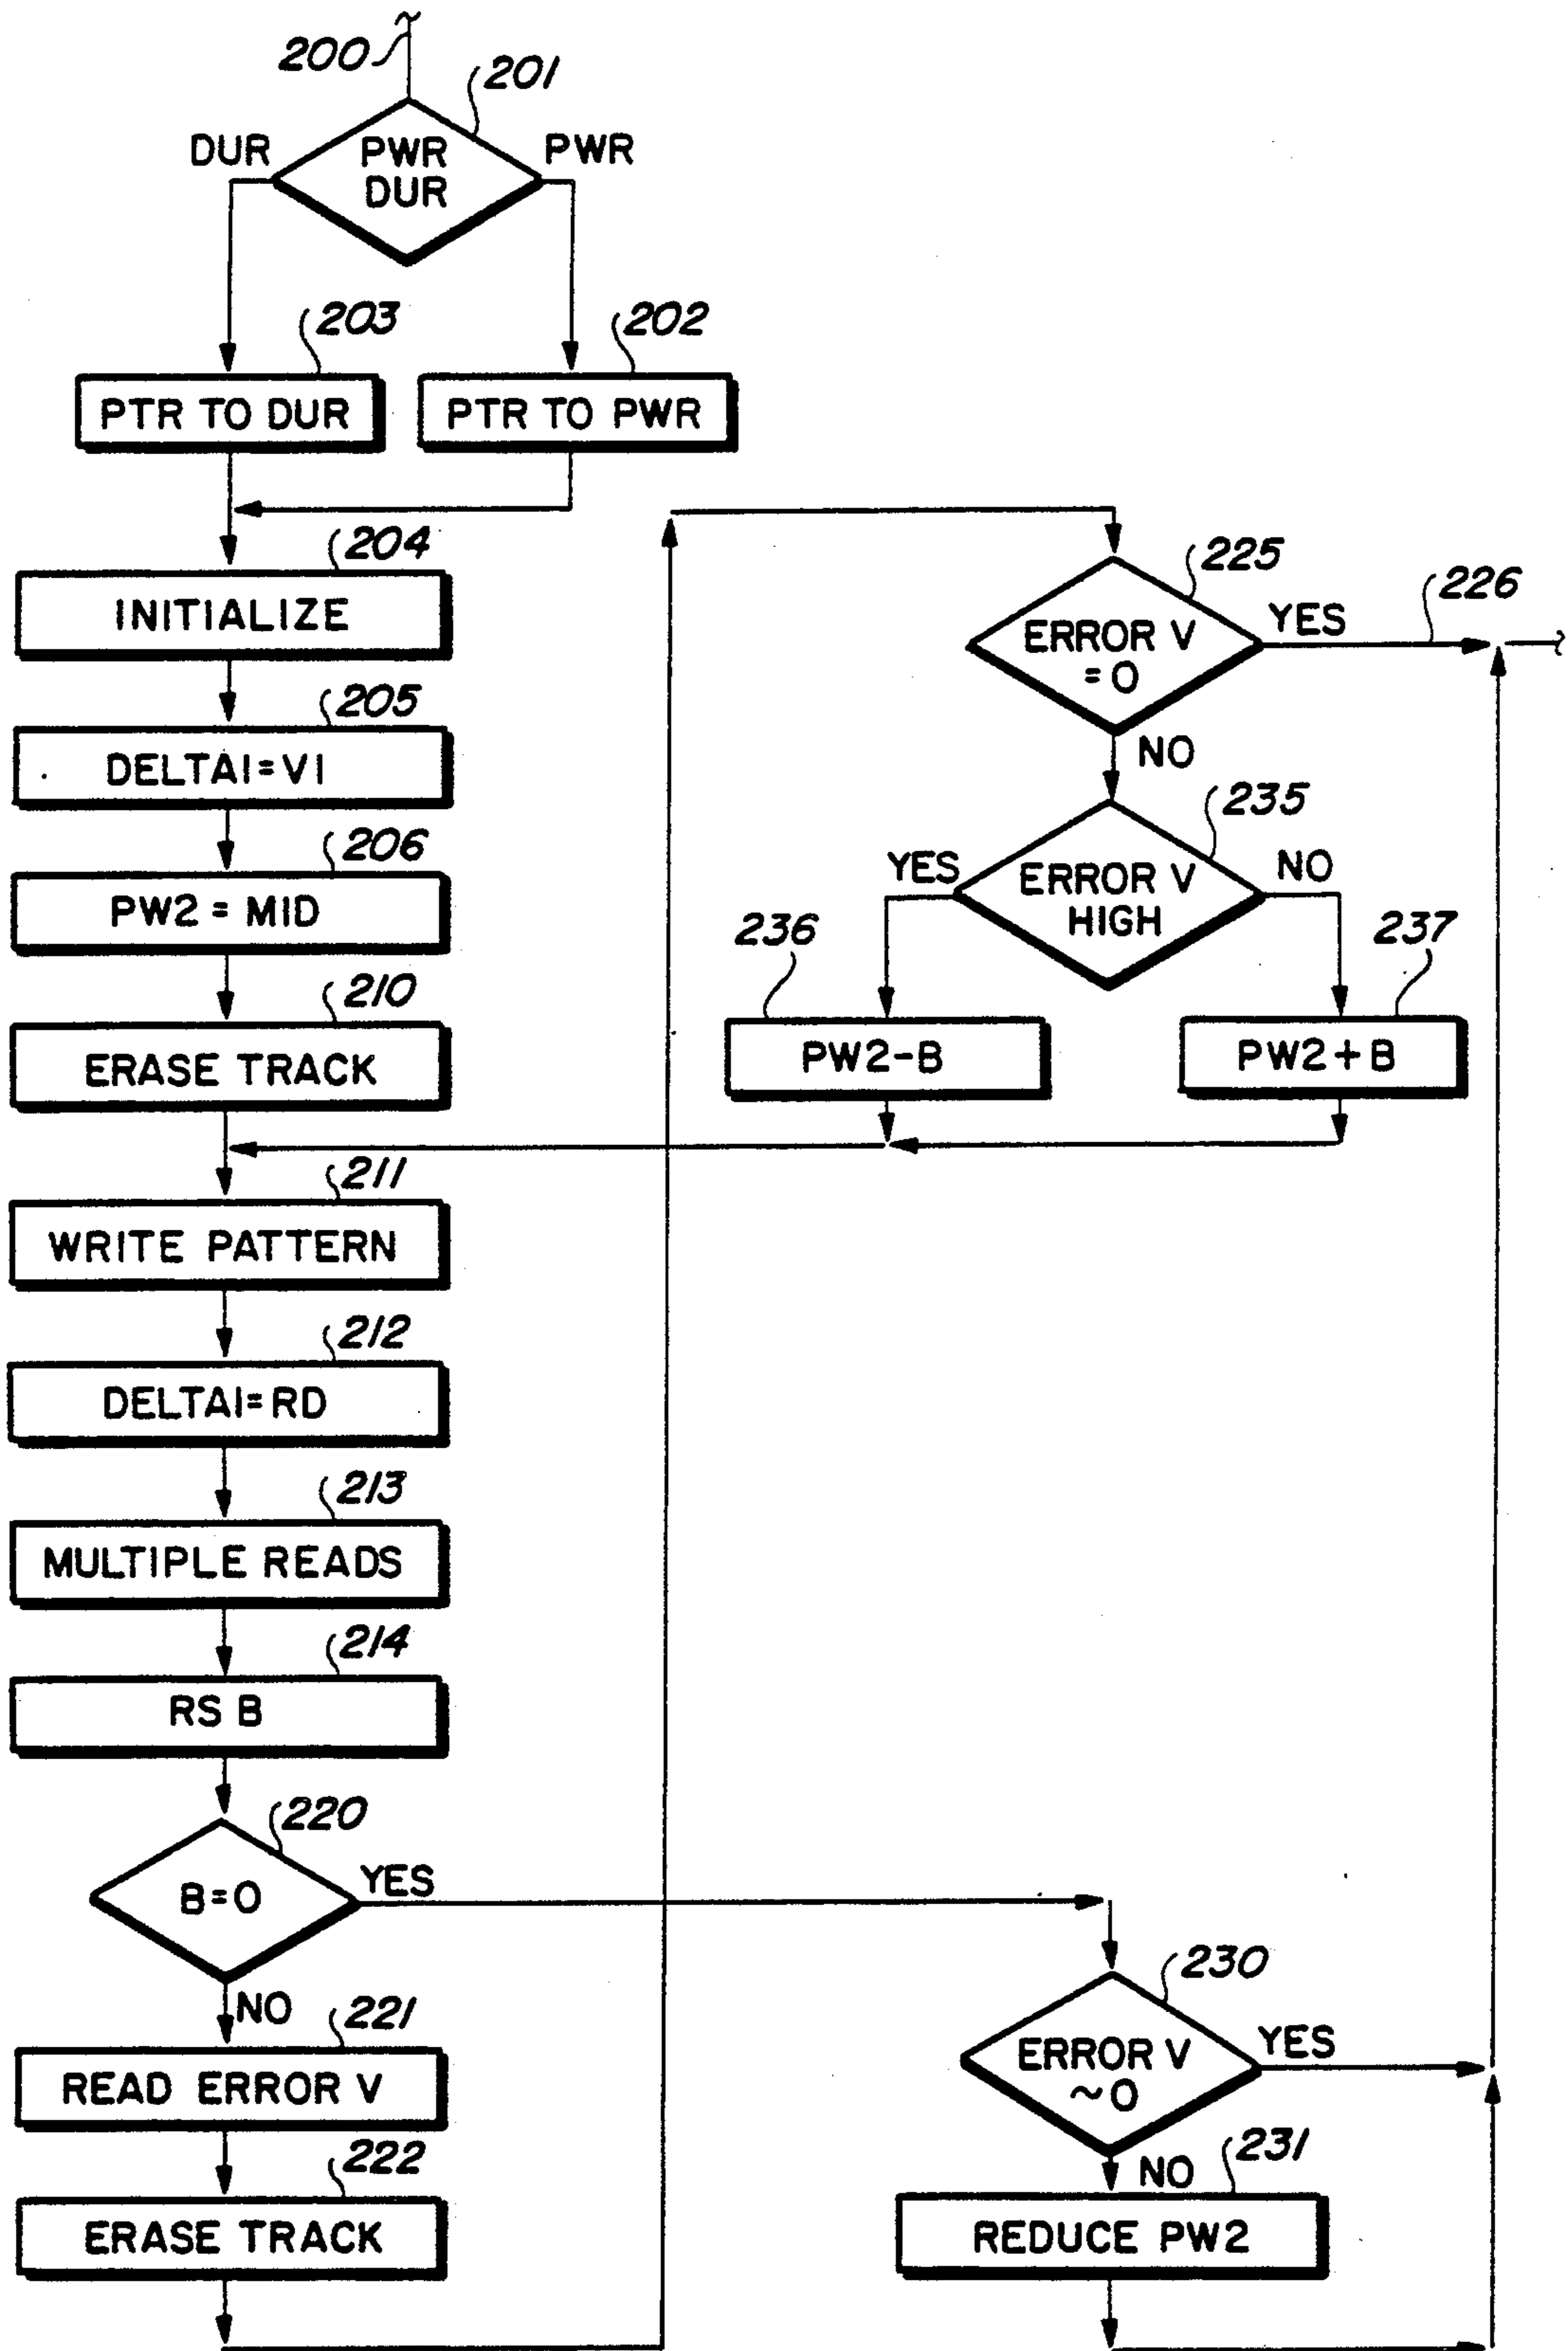 200
201
DUR
PWR
DUR
PWR
203
202
PTR TO DUR
PTR TO PWR
204
INITIALIZE
205
DELTA1=V1
206
PW2 = MID
210
ERASE TRACK
211
WRITE PATTERN
212
DELTA1=RD
213
MULTIPLE READS
214
RS B
220
B=0
YES
NO
221
READ ERROR V
222
ERASE TRACK
225
ERROR V
=0
YES
226
NO
235
YES
ERROR V
HIGH
NO
236
237
PW2-B
PW2+B
230
ERROR V
~0
YES
NO
231
REDUCE PW2